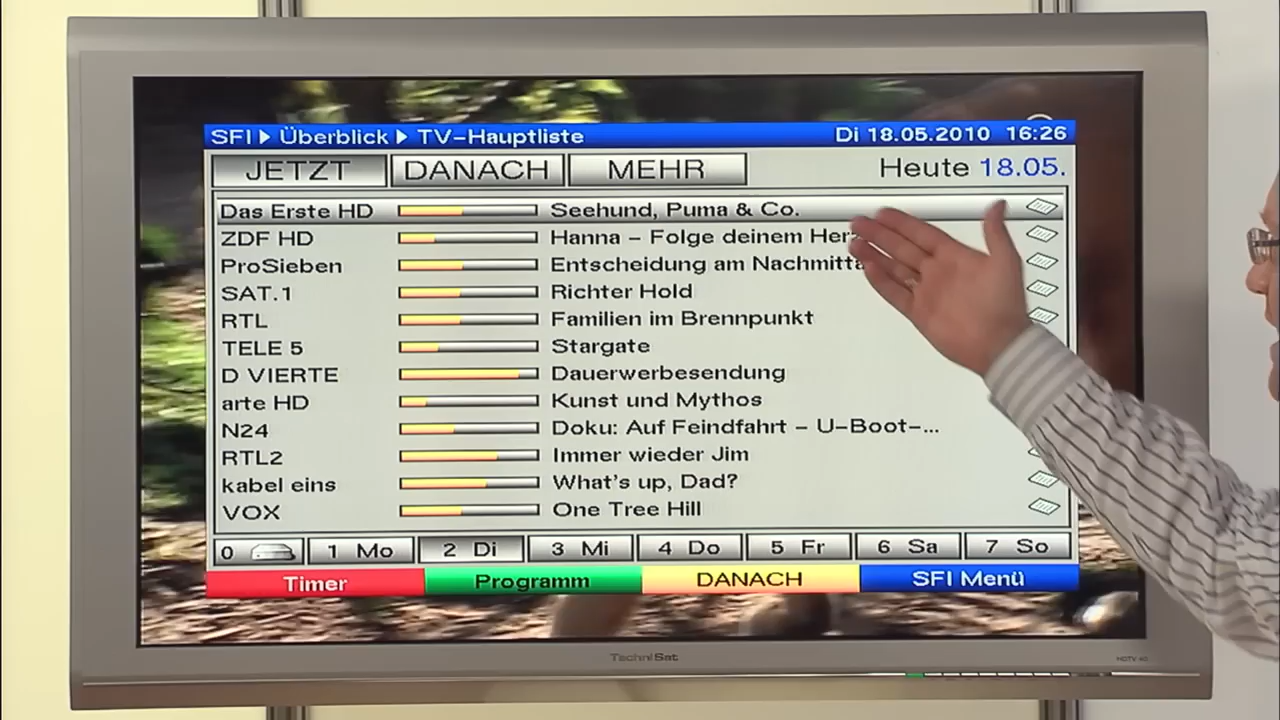 SFI ▶ Überblick ▶ TV-Hauptliste Di 18.05.2010 16:26
JETZT DANACH MEHR Heute 18.05.
Das Erste HD Seehund, Puma & Co.
ZDF HD Hanna – Folge deinem
ProSieben Entscheidung am
SAT.1 Richter Hold
RTL Familien im Brennpunkt
TELE 5 Stargate
D VIERTE Dauerwerbesendung
arte HD Kunst und Mythos
N24 Doku: Auf Feindfahrt – U-Boot-...
RTL2 Immer wieder Jim
kabel eins What's up, Dad?
VOX One Tree Hill
0 1 Mo 2 Di 3 Mi 4 Do 5 Fr 6 Sa 7 So
Timer Programm DANACH SFI Menü
TechniSat